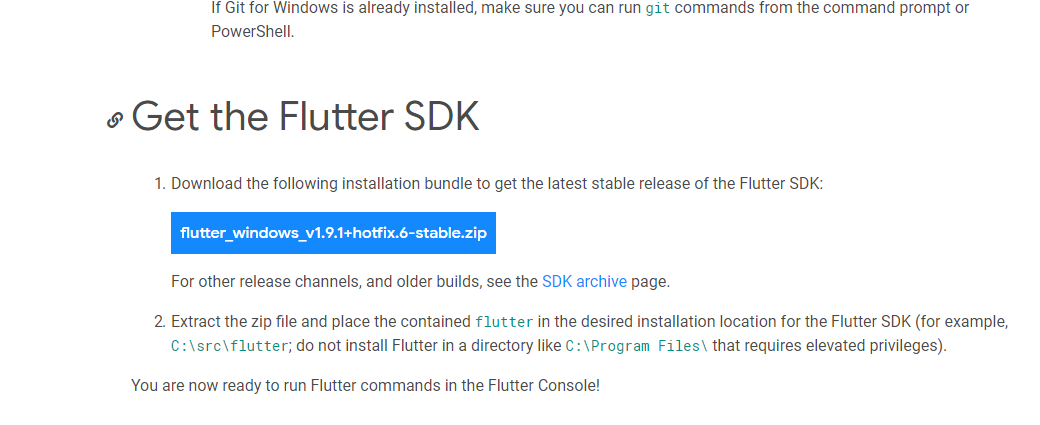 If Git for Windows is already installed, make sure you can run git commands from the command prompt or
PowerShell.
Get the Flutter SDK
1. Download the following installation bundle to get the latest stable release of the Flutter SDK:
flutter_windows_v1.9.1+hotfix.6-stable.zip
For other release channels, and older builds, see the SDK archive page.
2. Extract the zip file and place the contained flutter in the desired installation location for the Flutter SDK (for example,
C:\src\flutter; do not install Flutter in a directory like C:\Program Files\ that requires elevated privileges).
You are now ready to run Flutter commands in the Flutter Console!